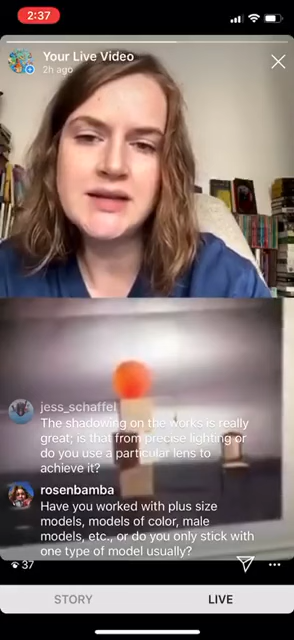 2:37
Your Live Video
2h ago
jess_schaffel
The shadowing on the works is really
great; is that from precise lighting or
do you use a particular lens to
achieve it?
rosenbamba
Have you worked with plus size
models, models of color, male
models, etc., or do you only stick with
one type of model usually?
37
STORY
LIVE